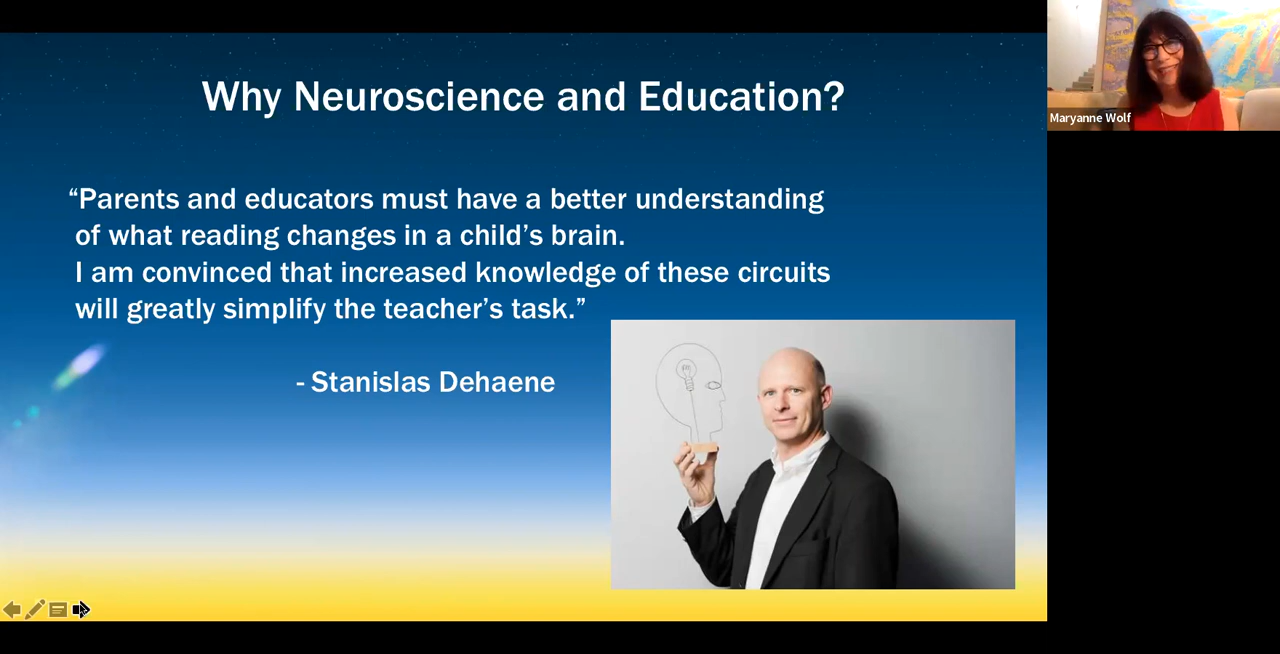 Why Neuroscience and Education?
“Parents and educators must have a better understanding
of what reading changes in a child’s brain.
I am convinced that increased knowledge of these circuits
will greatly simplify the teacher’s task.”
- Stanislas Dehaene
Maryanne Wolf